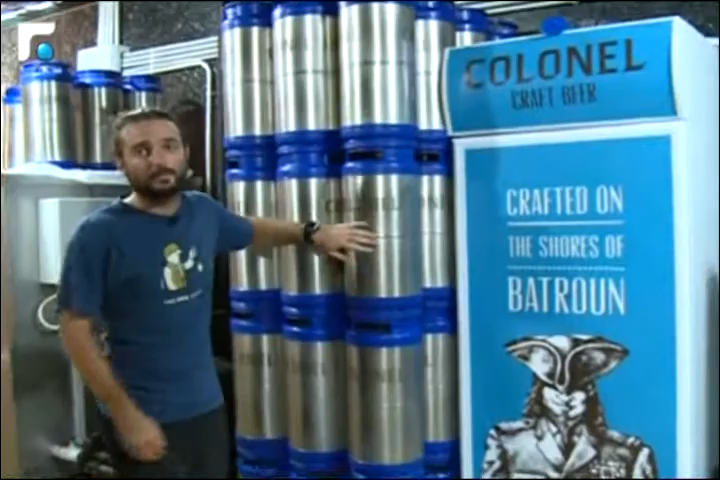 COLONEL
CRAFT BEER
CRAFTED ON
THE SHORES OF
BATROUN